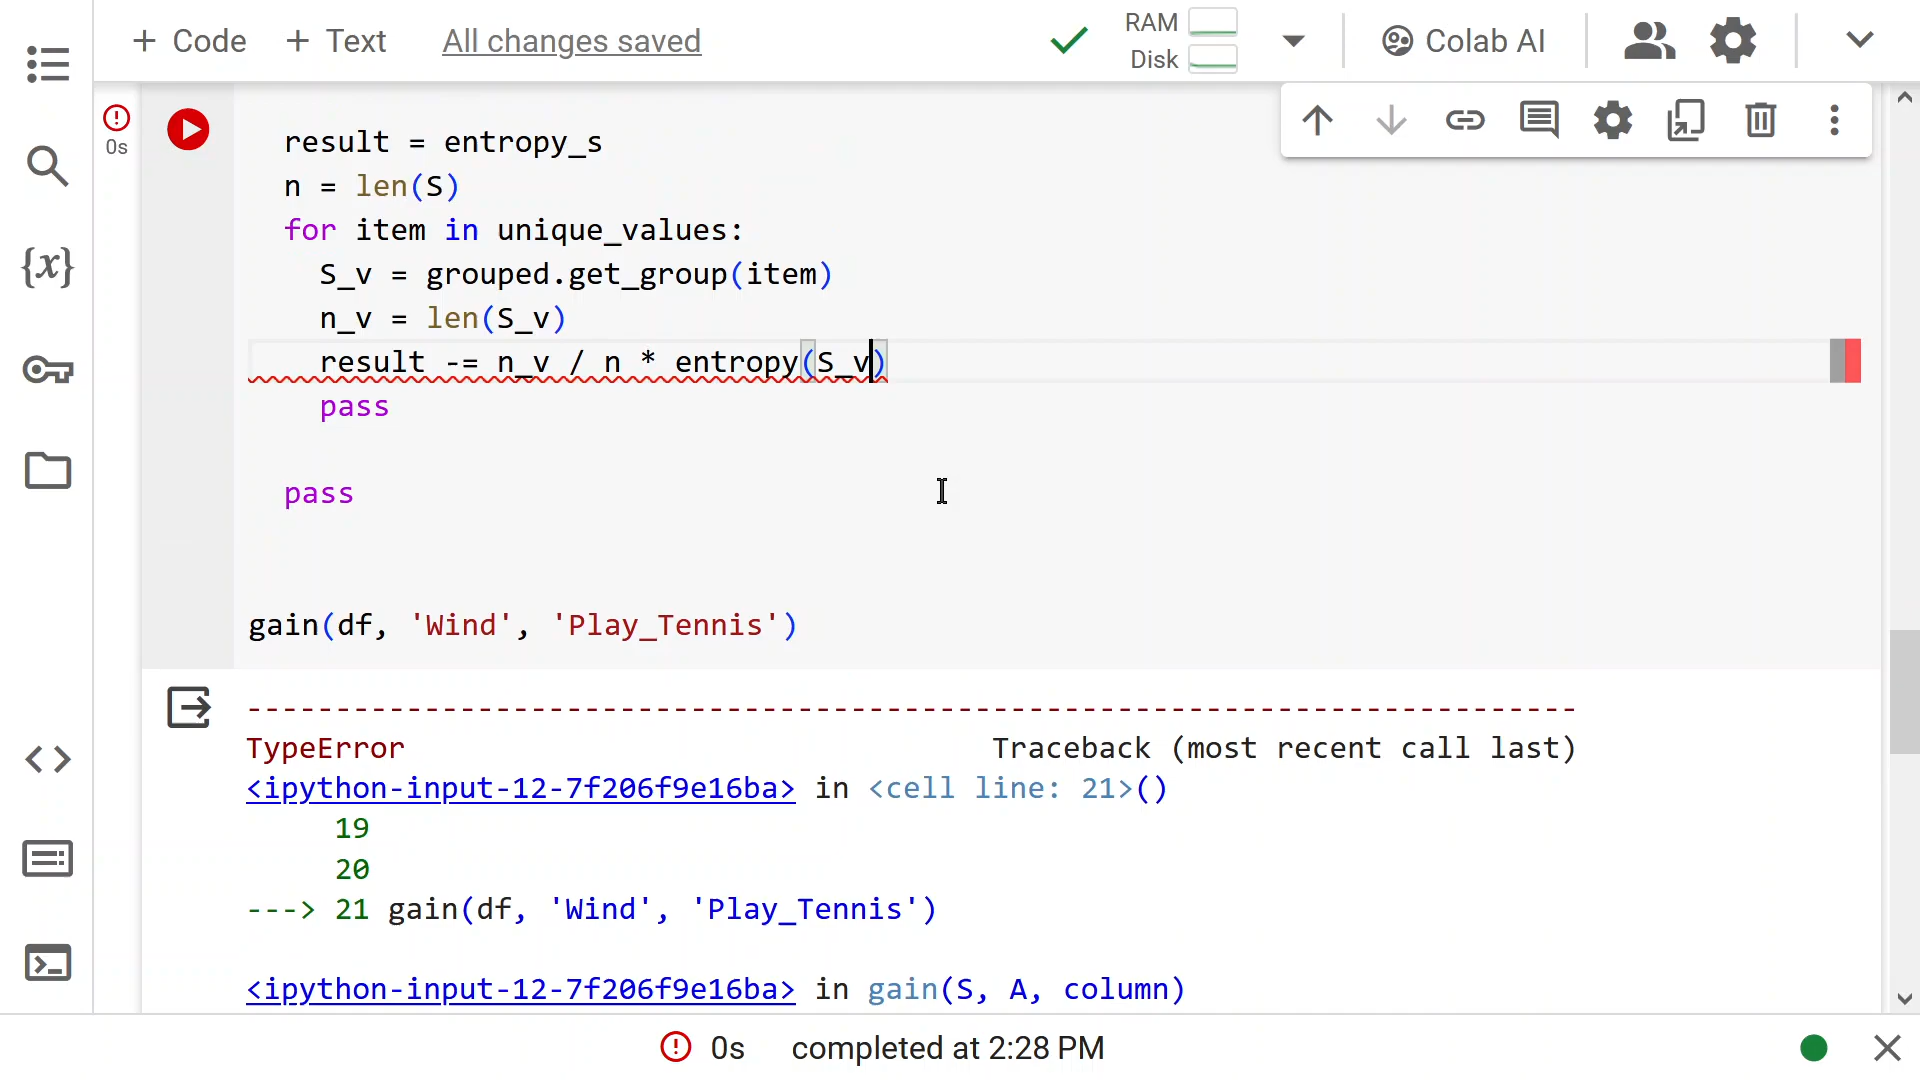 + Code + Text All changes saved RAM Disk Colab AI
0s
result = entropy_s
n = len(S)
for item in unique_values:
S_v = grouped.get_group(item)
n_v = len(S_v)
result -= n_v / n * entropy(S_v)
pass
pass
gain(df, 'Wind', 'Play_Tennis')
---------------------------------------------------------------------------
TypeError Traceback (most recent call last)
<ipython-input-12-7f206f9e16ba> in <cell line: 21>()
19
20
---> 21 gain(df, 'Wind', 'Play_Tennis')
<ipython-input-12-7f206f9e16ba> in gain(S, A, column)
0s completed at 2:28 PM